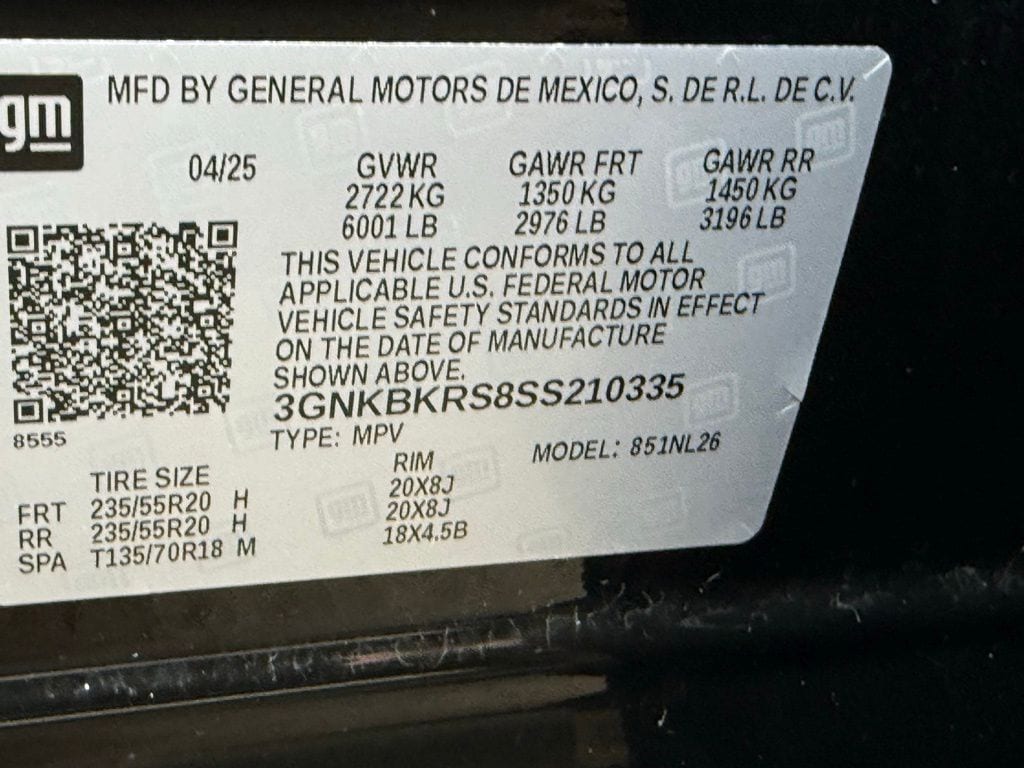 gm
MFD BY GENERAL MOTORS DE MEXICO, S. DE R.L. DE C.V.
04/25 GVWR GAWR FRT GAWR RR
2722 KG 1350 KG 1450 KG
6001 LB 2976 LB 3196 LB
THIS VEHICLE CONFORMS TO ALL
APPLICABLE U.S. FEDERAL MOTOR
VEHICLE SAFETY STANDARDS IN EFFECT
ON THE DATE OF MANUFACTURE
SHOWN ABOVE.
3GNKBKRS8SS210335
8555
TYPE: MPV MODEL: 851NL26
TIRE SIZE RIM
FRT 235/55R20 H 20X8J
RR 235/55R20 H 20X8J
SPA T135/70R18 M 18X4.5B